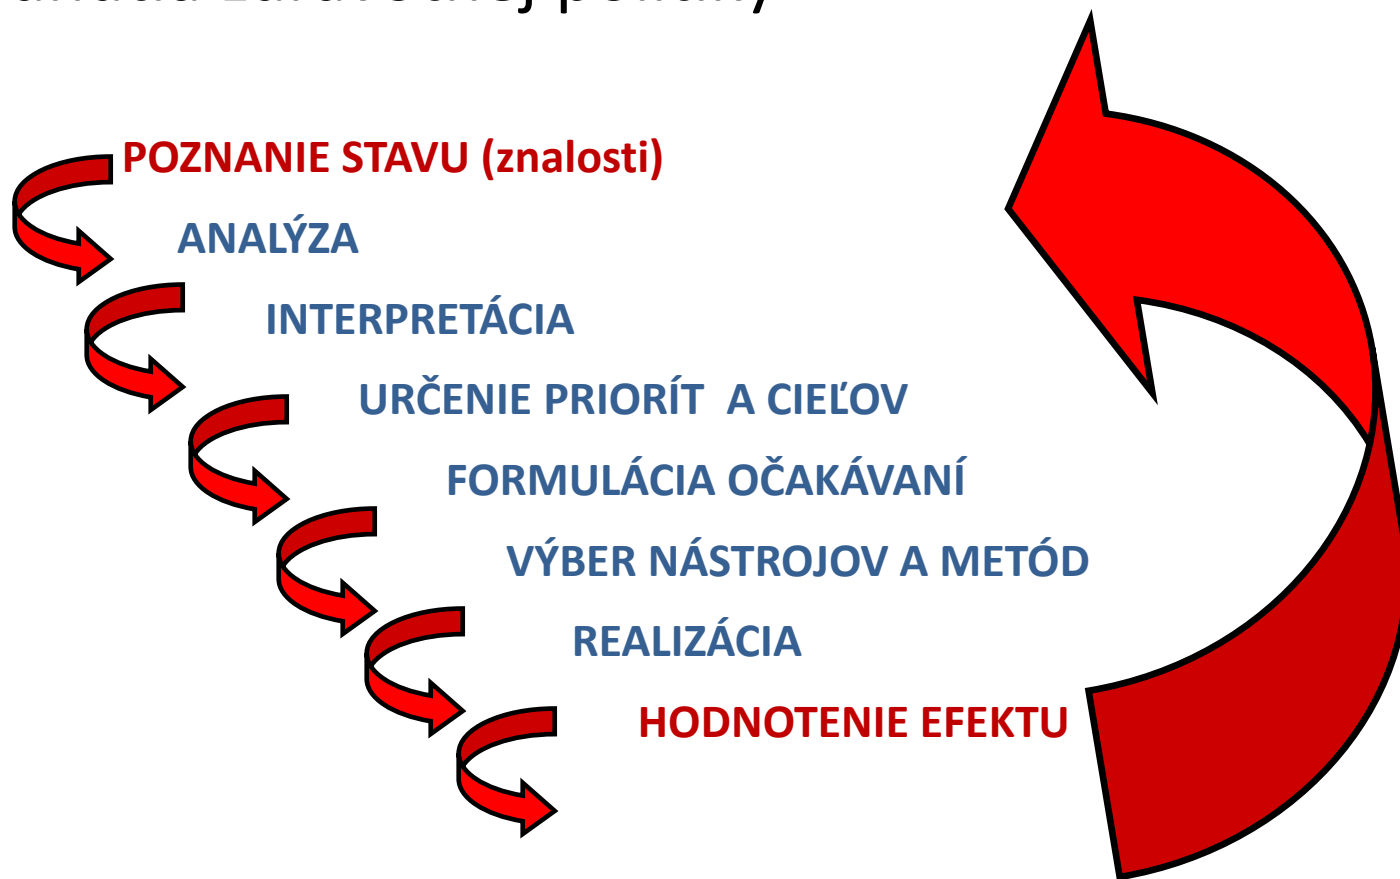 POZNANIE STAVU (znalosti)
ANALÝZA
INTERPRETÁCIA
URČENIE PRIORÍT A CIEĽOV
FORMULÁCIA OČAKÁVANÍ
VÝBER NÁSTROJOV A METÓD
REALIZÁCIA
HODNOTENIE EFEKTU